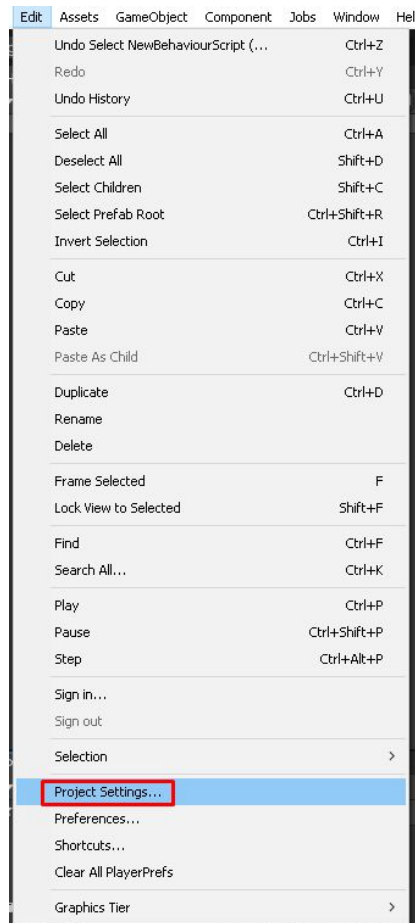 Edit Assets GameObject Component Jobs Window Hel
Undo Select NewBehaviourScript (... Ctrl+Z
Redo Ctrl+Y
Undo History Ctrl+U
Select All Ctrl+A
Deselect All Shift+D
Select Children Shift+C
Select Prefab Root Ctrl+Shift+R
Invert Selection Ctrl+I
Cut Ctrl+X
Copy Ctrl+C
Paste Ctrl+V
Paste As Child Ctrl+Shift+V
Duplicate Ctrl+D
Rename
Delete
Frame Selected F
Lock View to Selected Shift+F
Find Ctrl+F
Search All... Ctrl+K
Play Ctrl+P
Pause Ctrl+Shift+P
Step Ctrl+Alt+P
Sign in...
Sign out
Selection >
Project Settings...
Preferences...
Shortcuts...
Clear All PlayerPrefs
Graphics Tier >